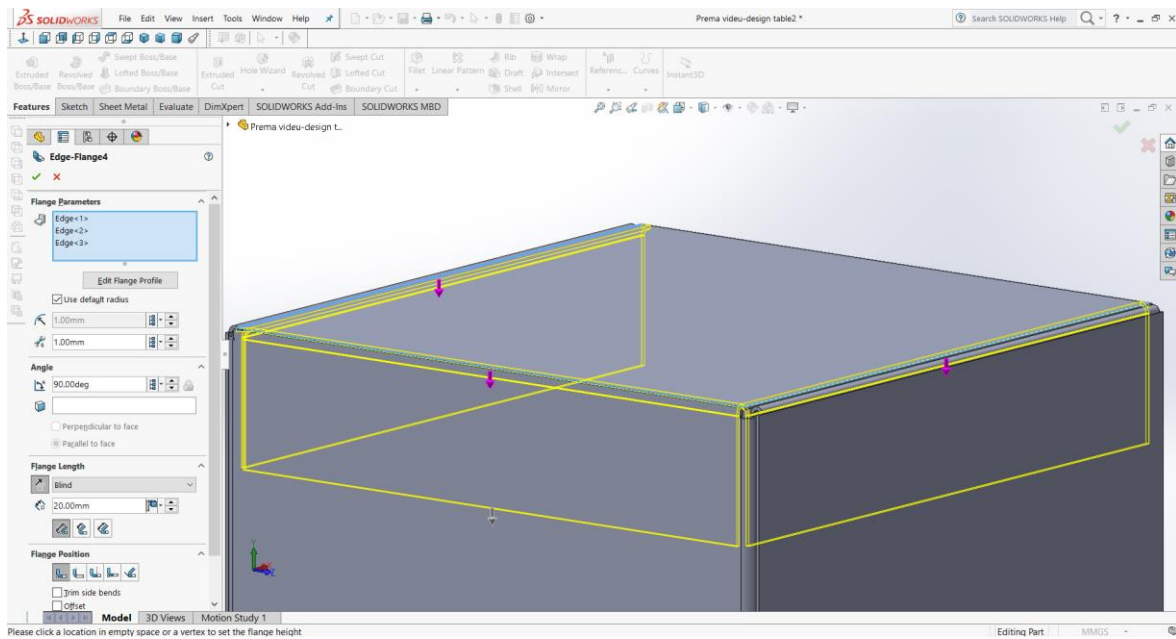 SOLIDWORKS File Edit View Insert Tools Window Help Prema videu-design table2 * Search SOLIDWORKS Help
Extruded Boss/Base
Revolved Boss/Base
Swept Boss/Base
Lofted Boss/Base
Boundary Boss/Base
Extruded Cut
Hole Wizard
Revolved Cut
Swept Cut
Lofted Cut
Boundary Cut
Fillet
Linear Pattern
Rib
Draft
Shell
Wrap
Intersect
Mirror
Referenc...
Curves
Instant3D
Features Sketch Sheet Metal Evaluate DimXpert SOLIDWORKS Add-Ins SOLIDWORKS MBD
Prema videu-design t...
Edge-Flange4
Flange Parameters
Edge<1>
Edge<2>
Edge<3>
Edit Flange Profile
Use default radius
1.00mm
1.00mm
Angle
90.00deg
Perpendicular to face
Parallel to face
Flange Length
Blind
20.00mm
Flange Position
Trim side bends
Offset
Y
Z
Model 3D Views Motion Study 1
Please click a location in empty space or a vertex to set the flange height Editing Part MMGS